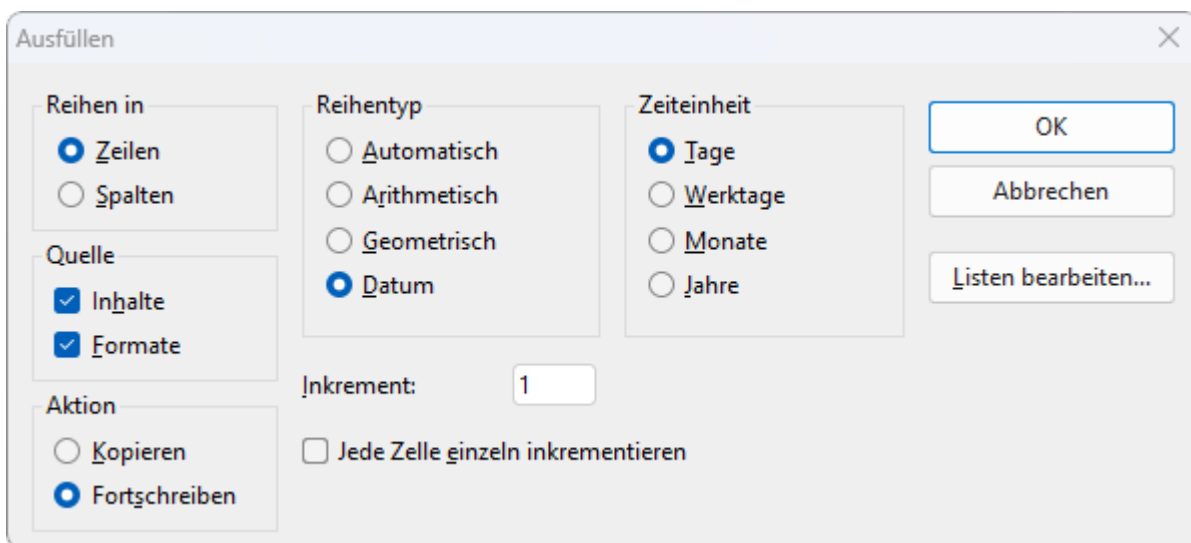 Ausfüllen
Reihen in
Zeilen
Spalten
Quelle
Inhalte
Formate
Aktion
Kopieren
Fortschreiben
Reihentyp
Automatisch
Arithmetisch
Geometrisch
Datum
Zeiteinheit
Tage
Werktage
Monate
Jahre
Inkrement: 1
Jede Zelle einzeln inkrementieren
OK
Abbrechen
Listen bearbeiten...